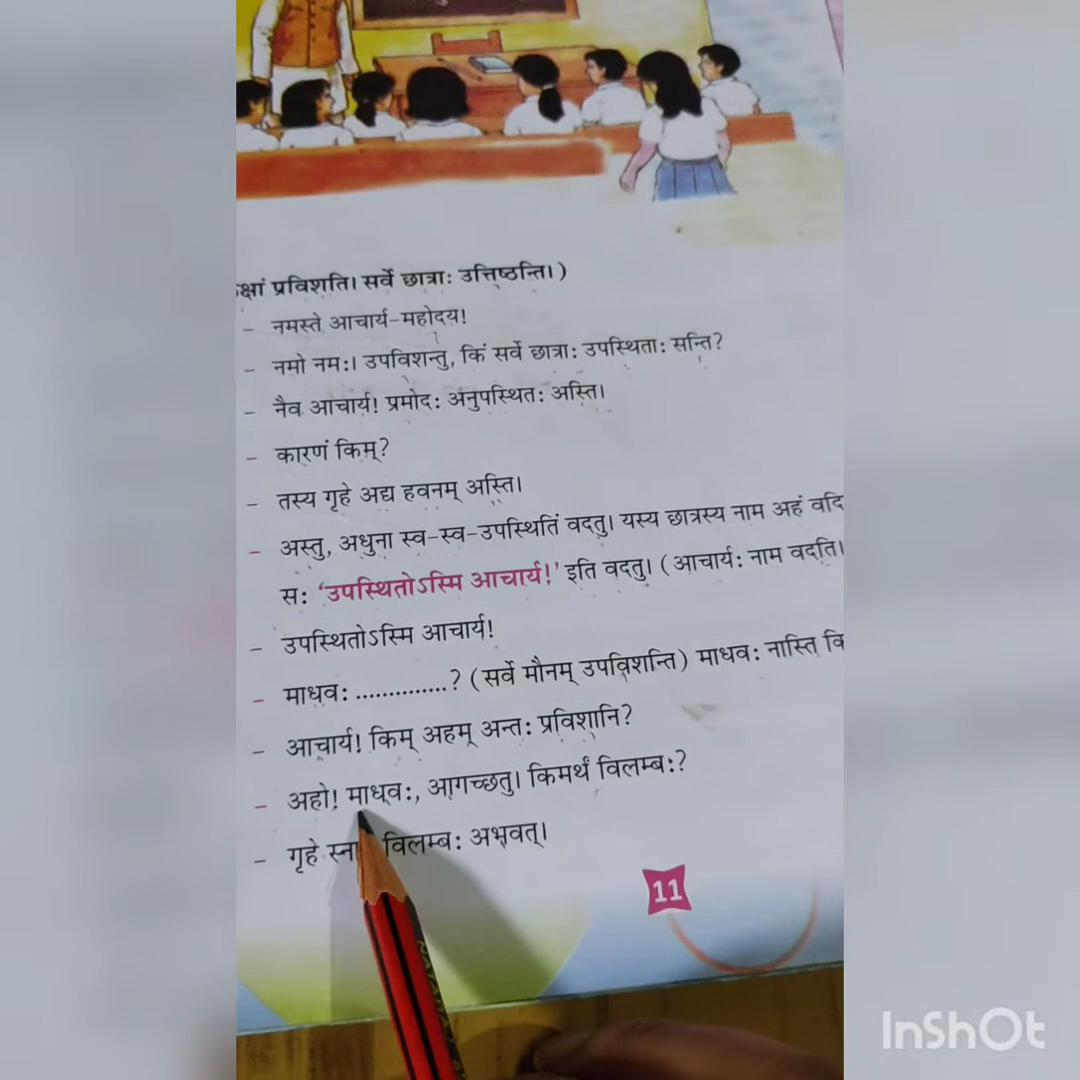 प्रविशति। सर्वे छात्राः उत्तिष्ठन्ति। )
– नमस्ते आचार्य-महोदय!
– नमो नमः। उपविशन्तु, किं सर्वे छात्राः उपस्थिताः सन्ति?
– नैव आचार्य! प्रमोदः अनुपस्थितः अस्ति।
– कारणं किम्?
– तस्य गृहे अद्य हवनम् अस्ति।
– अस्तु, अधुना स्व-स्व-उपस्थितिं वदतु। यस्य छात्रस्य नाम अहं
सः ‘उपस्थितोऽस्मि आचार्य!’ इति वदतु। (आचार्यः नाम वदति।
– उपस्थितोऽस्मि आचार्य!
– माधवः ..............? (सर्वे मौनम् उपविशन्ति) माधवः नास्ति
– आचार्य! किम् अहम् अन्तः प्रविशानि?
– अहो! माधवः, आगच्छतु। किमर्थं विलम्बः?
– गृहे विलम्बः अभवत्।
11
InShOt